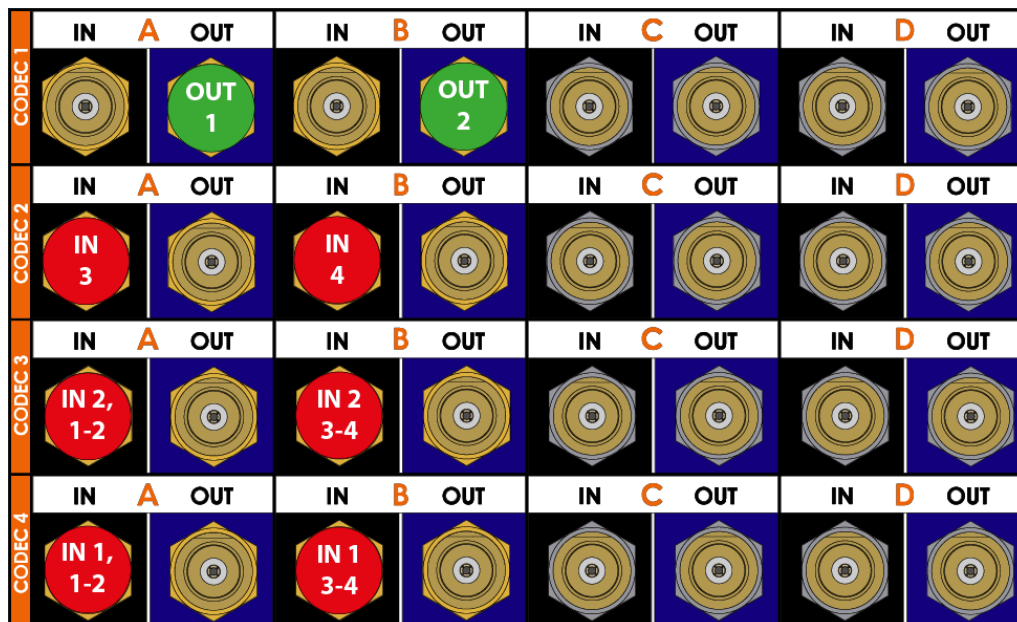 CODEC 1
IN A OUT IN B OUT IN C OUT IN D OUT
OUT
1
OUT
2
CODEC 2
IN A OUT IN B OUT IN C OUT IN D OUT
IN
3
IN
4
CODEC 3
IN A OUT IN B OUT IN C OUT IN D OUT
IN 2,
1-2
IN 2
3-4
CODEC 4
IN A OUT IN B OUT IN C OUT IN D OUT
IN 1,
1-2
IN 1
3-4